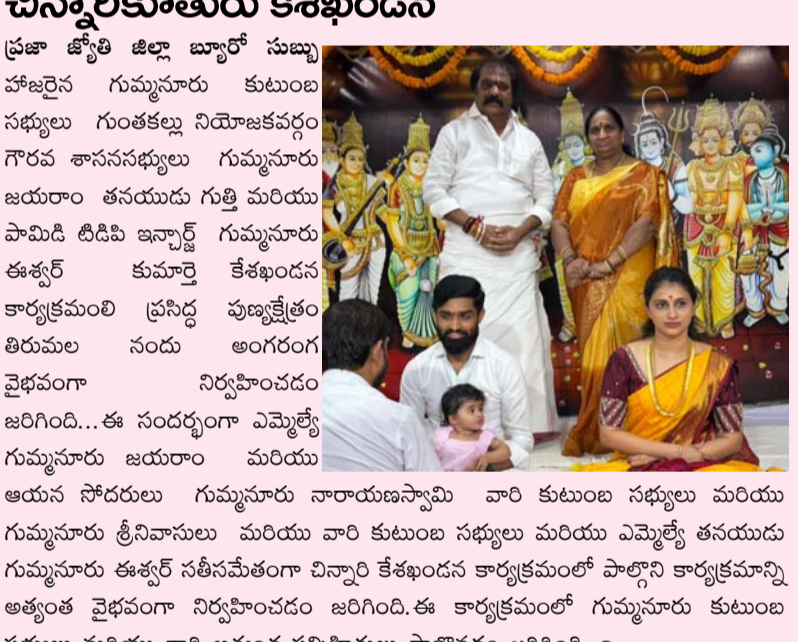 చిన్నారికూతురు కేశఖండన
ప్రజా జ్యోతి జిల్లా బ్యూరో సుబ్బు
హాజరైన గుమ్మనూరు కుటుంబ
సభ్యులు గుంతకల్లు నియోజకవర్గం
గౌరవ శాసనసభ్యులు గుమ్మనూరు
జయరాం తనయుడు గుత్తి మరియు
పామిడి టిడిపి ఇన్చార్జ్ గుమ్మనూరు
ఈశ్వర్ కుమార్తె కేశఖండన
కార్యక్రమంలి ప్రసిద్ధ పుణ్యక్షేత్రం
తిరుమల నందు అంగరంగ
వైభవంగా నిర్వహించడం
జరిగింది...ఈ సందర్భంగా ఎమ్మెల్యే
గుమ్మనూరు జయరాం మరియు
ఆయన సోదరులు గుమ్మనూరు నారాయణస్వామి వారి కుటుంబ సభ్యులు మరియు
గుమ్మనూరు శ్రీనివాసులు మరియు వారి కుటుంబ సభ్యులు మరియు ఎమ్మెల్యే తనయుడు
గుమ్మనూరు ఈశ్వర్ సతీసమేతంగా చిన్నారి కేశఖండన కార్యక్రమంలో పాల్గొని కార్యక్రమాన్ని
అత్యంత వైభవంగా నిర్వహించడం జరిగింది.ఈ కార్యక్రమంలో గుమ్మనూరు కుటుంబ